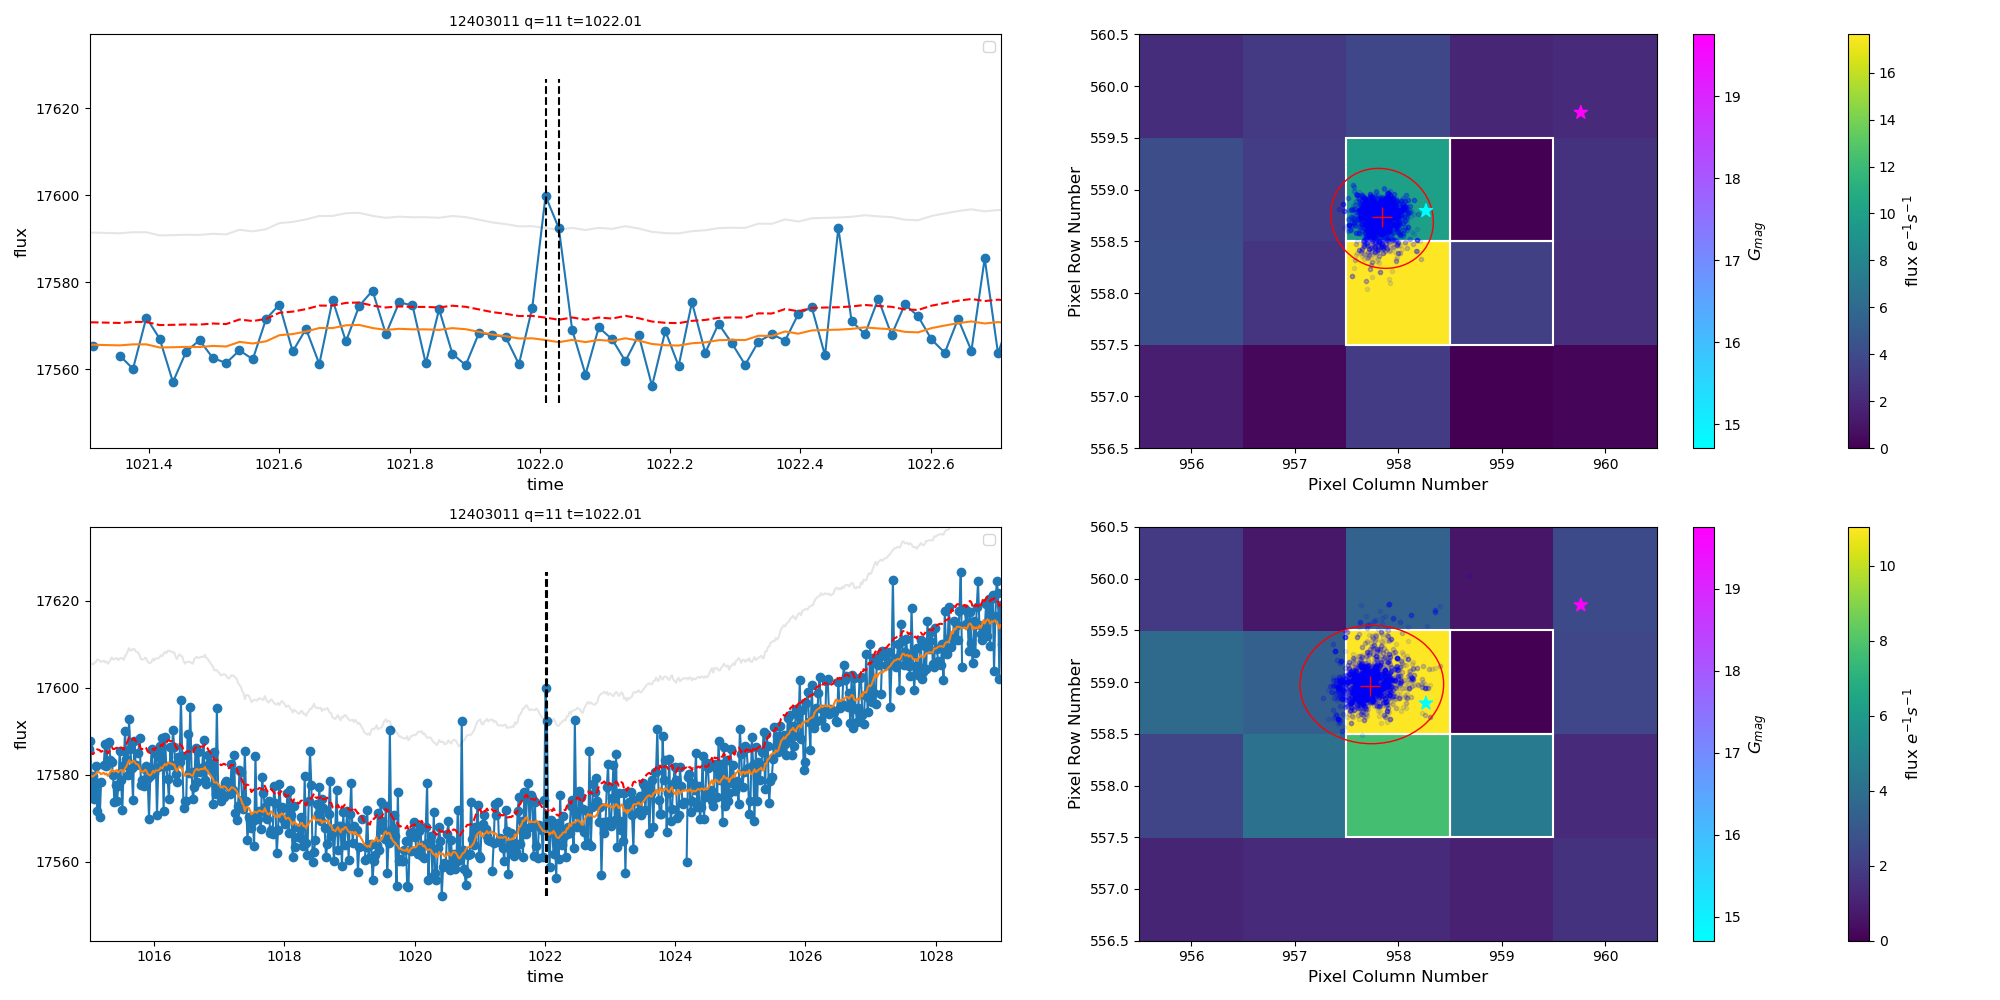 12403011 q=11 t=1022.01
flux
17620
17600
17580
17560
1021.4 1021.6 1021.8 1022.0 1022.2 1022.4 1022.6
time
Pixel Row Number
560.5
560.0
559.5
559.0
558.5
558.0
557.5
557.0
556.5
956 957 958 959 960
Pixel Column Number
19
18
17
16
15
G_mag
16
14
12
10
8
6
4
2
0
flux e⁻¹s⁻¹
12403011 q=11 t=1022.01
flux
17620
17600
17580
17560
1016 1018 1020 1022 1024 1026 1028
time
Pixel Row Number
560.5
560.0
559.5
559.0
558.5
558.0
557.5
557.0
556.5
956 957 958 959 960
Pixel Column Number
19
18
17
16
15
G_mag
10
8
6
4
2
0
flux e⁻¹s⁻¹